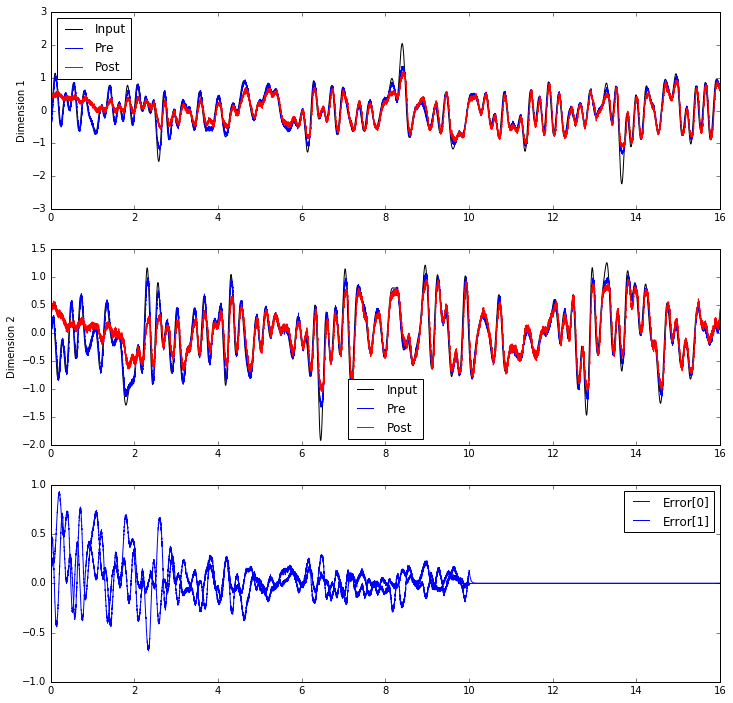 3
2
1
0
−1
−2
−3
Dimension 1
Input
Pre
Post
0 2 4 6 8 10 12 14 16
1.5
1.0
0.5
0.0
−0.5
−1.0
−1.5
−2.0
Dimension 2
Input
Pre
Post
0 2 4 6 8 10 12 14 16
1.0
0.5
0.0
−0.5
−1.0
Error[0]
Error[1]
0 2 4 6 8 10 12 14 16